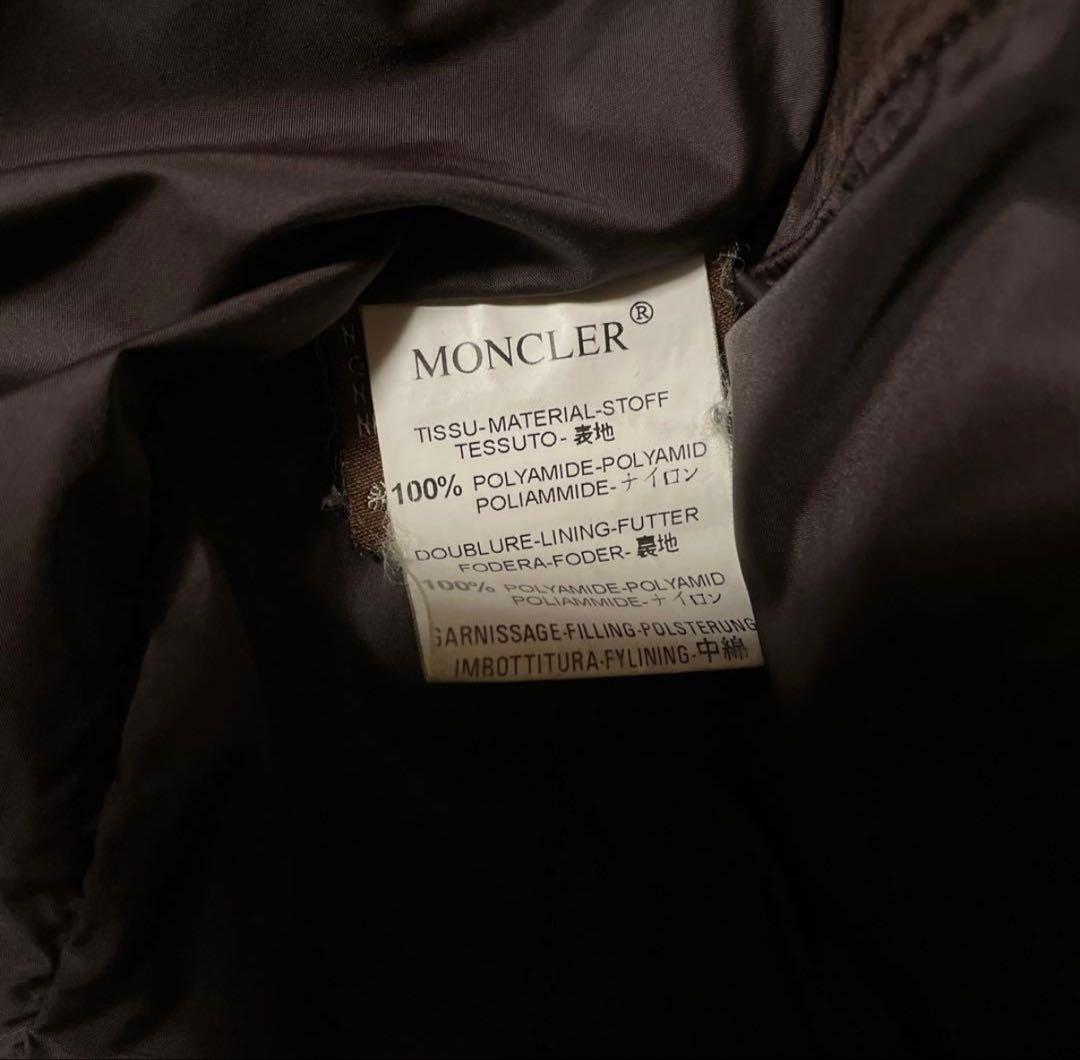 MONCLER®
TISSU-MATERIAL-STOFF
TESSUTO-表地
100% POLYAMIDE-POLYAMID
POLIAMMIDE-ナイロン
DOUBLURE-LINING-FUTTER
FODERA-FODER-裏地
100% POLYAMIDE-POLYAMID
POLIAMMIDE-ナイロン
GARNISSAGE-FILLING-POLSTERUNG
IMBOTTITURA-FYLINING-中綿